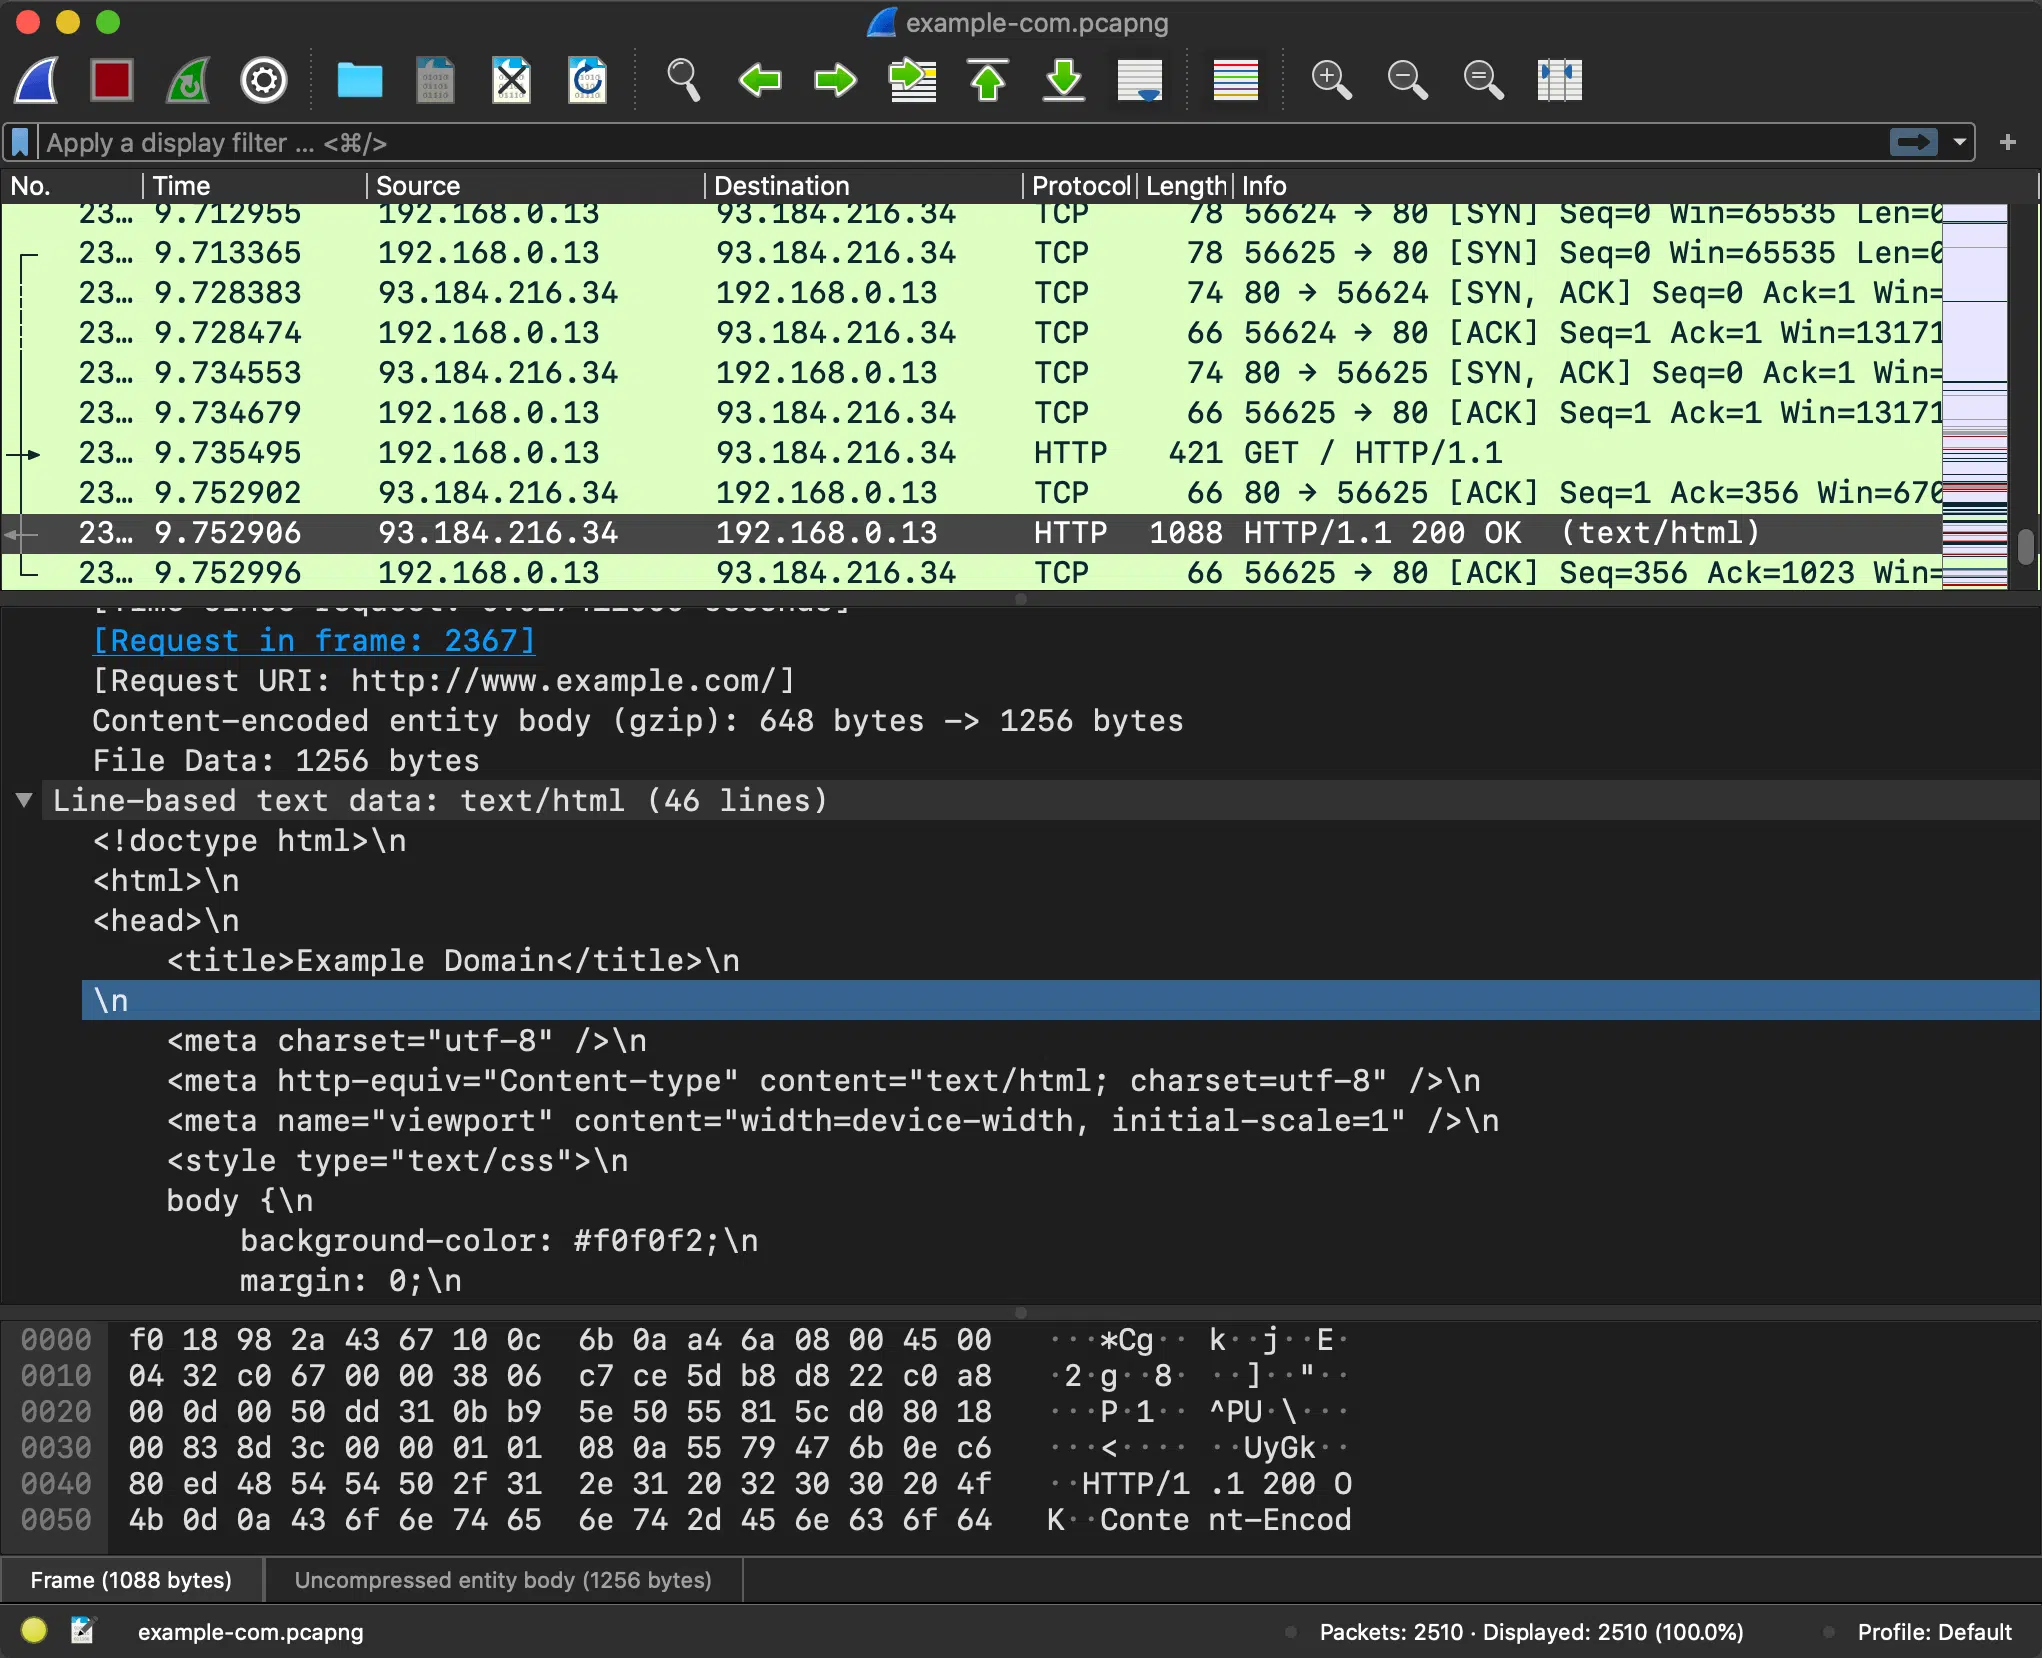 example-com.pcapng
Apply a display filter ... <⌘/>
No. Time Source Destination Protocol Length Info
23… 9.712955 192.168.0.13 93.184.216.34 TCP 78 56624 → 80 [SYN] Seq=0 Win=65535 Len=0
23… 9.713365 192.168.0.13 93.184.216.34 TCP 78 56625 → 80 [SYN] Seq=0 Win=65535 Len=0
23… 9.728383 93.184.216.34 192.168.0.13 TCP 74 80 → 56624 [SYN, ACK] Seq=0 Ack=1 Win=
23… 9.728474 192.168.0.13 93.184.216.34 TCP 66 56624 → 80 [ACK] Seq=1 Ack=1 Win=13171
23… 9.734553 93.184.216.34 192.168.0.13 TCP 74 80 → 56625 [SYN, ACK] Seq=0 Ack=1 Win=
23… 9.734679 192.168.0.13 93.184.216.34 TCP 66 56625 → 80 [ACK] Seq=1 Ack=1 Win=13171
23… 9.735495 192.168.0.13 93.184.216.34 HTTP 421 GET / HTTP/1.1
23… 9.752902 93.184.216.34 192.168.0.13 TCP 66 80 → 56625 [ACK] Seq=1 Ack=356 Win=670
23… 9.752906 93.184.216.34 192.168.0.13 HTTP 1088 HTTP/1.1 200 OK  (text/html)
23… 9.752996 192.168.0.13 93.184.216.34 TCP 66 56625 → 80 [ACK] Seq=356 Ack=1023 Win=
[Request in frame: 2367]
[Request URI: http://www.example.com/]
Content-encoded entity body (gzip): 648 bytes -> 1256 bytes
File Data: 1256 bytes
Line-based text data: text/html (46 lines)
<!doctype html>\n
<html>\n
<head>\n
<title>Example Domain</title>\n
\n
<meta charset="utf-8" />\n
<meta http-equiv="Content-type" content="text/html; charset=utf-8" />\n
<meta name="viewport" content="width=device-width, initial-scale=1" />\n
<style type="text/css">\n
body {\n
background-color: #f0f0f2;\n
margin: 0;\n
0000 f0 18 98 2a 43 67 10 0c 6b 0a a4 6a 08 00 45 00 ···*Cg·· k··j··E·
0010 04 32 c0 67 00 00 38 06 c7 ce 5d b8 d8 22 c0 a8 ·2·g··8· ··]··"··
0020 00 0d 00 50 dd 31 0b b9 5e 50 55 81 5c d0 80 18 ···P·1·· ^PU·\···
0030 00 83 8d 3c 00 00 01 01 08 0a 55 79 47 6b 0e c6 ···<···· ··UyGk··
0040 80 ed 48 54 54 50 2f 31 2e 31 20 32 30 30 20 4f ··HTTP/1 .1 200 O
0050 4b 0d 0a 43 6f 6e 74 65 6e 74 2d 45 6e 63 6f 64 K··Conte nt-Encod
Frame (1088 bytes) Uncompressed entity body (1256 bytes)
example-com.pcapng Packets: 2510 · Displayed: 2510 (100.0%) Profile: Default